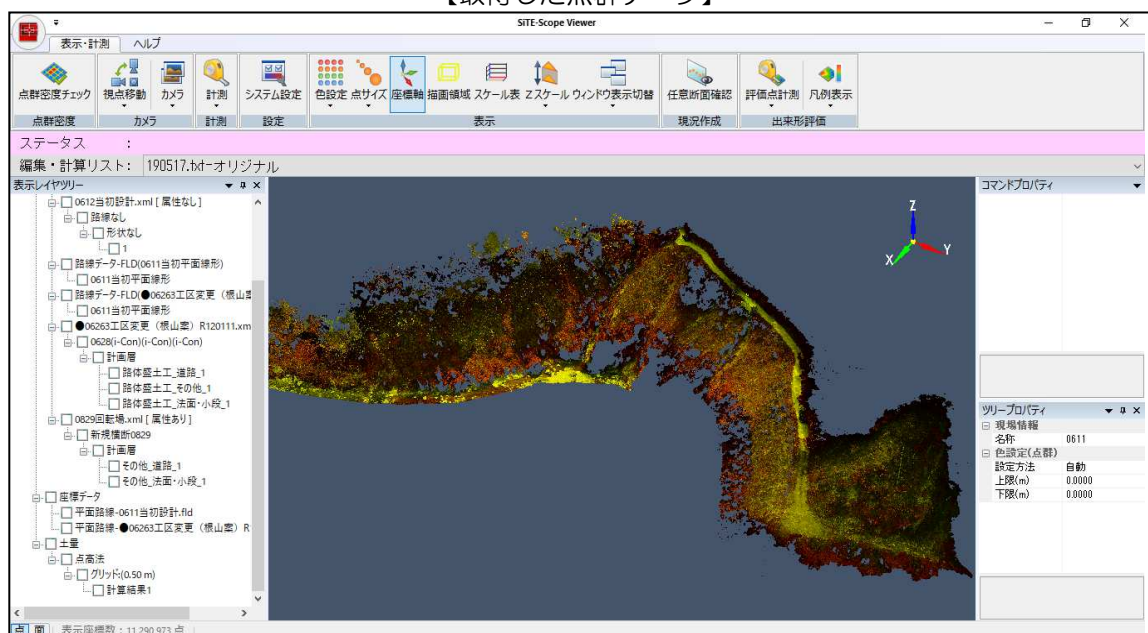 【取得した点群データ】
SiTE-Scope Viewer
表示・計測 ヘルプ
点群密度チェック 視点移動 カメラ 計測 システム設定 色設定 点サイズ 座標軸 描画領域 スケール表 Zスケール ウィンドウ表示切替 任意断面確認 評価点計測 凡例表示
点群密度 カメラ 計測 設定 表示 現況作成 出来形評価
ステータス :
編集・計算リスト: 190517.txt-オリジナル
表示レイヤツリー
0612当初設計.xml [ 属性なし ]
路線なし
形状なし
1
路線データ-FLD(0611当初平面線形)
0611当初平面線形
路線データ-FLD(●06263工区変更（根山案
0611当初平面線形
●06263工区変更（根山案）R120111.xm
0628(i-Con)(i-Con)(i-Con)
計画層
路体盛土工_道路_1
路体盛土工_その他_1
路体盛土工_法面・小段_1
0829回転場.xml [ 属性あり ]
新規横断0829
計画層
その他_道路_1
その他_法面・小段_1
座標データ
平面路線-0611当初設計.fld
平面路線-●06263工区変更（根山案）R
土量
点高法
グリッド:(0.50 m)
計算結果1
Z
X
Y
コマンドプロパティ
ツリープロパティ
現場情報
名称 0611
色設定(点群)
設定方法 自動
上限(m) 0.0000
下限(m) 0.0000
点 面 表示座標数 : 11,290,973 点